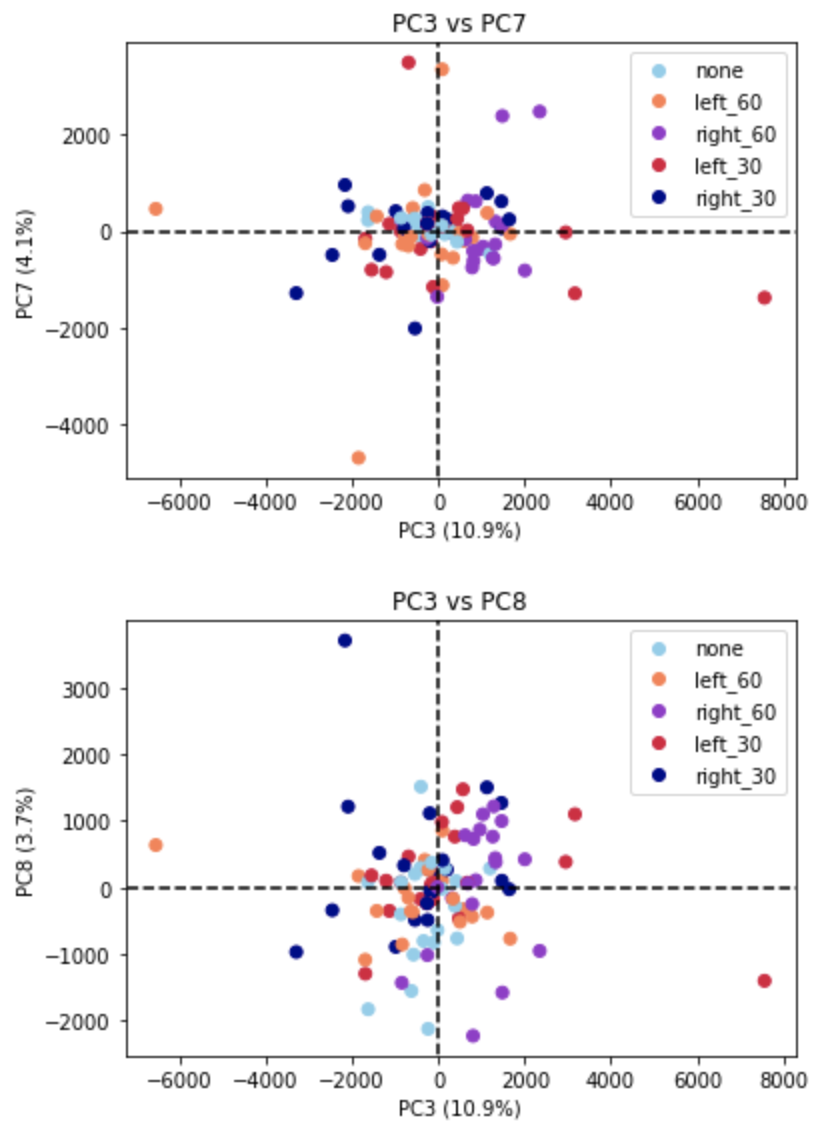 PC3 vs PC7
none
left_60
right_60
left_30
right_30
2000
0
−2000
−4000
PC7 (4.1%)
−6000 −4000 −2000 0 2000 4000 6000 8000
PC3 (10.9%)
PC3 vs PC8
none
left_60
right_60
left_30
right_30
3000
2000
1000
0
−1000
−2000
PC8 (3.7%)
−6000 −4000 −2000 0 2000 4000 6000 8000
PC3 (10.9%)